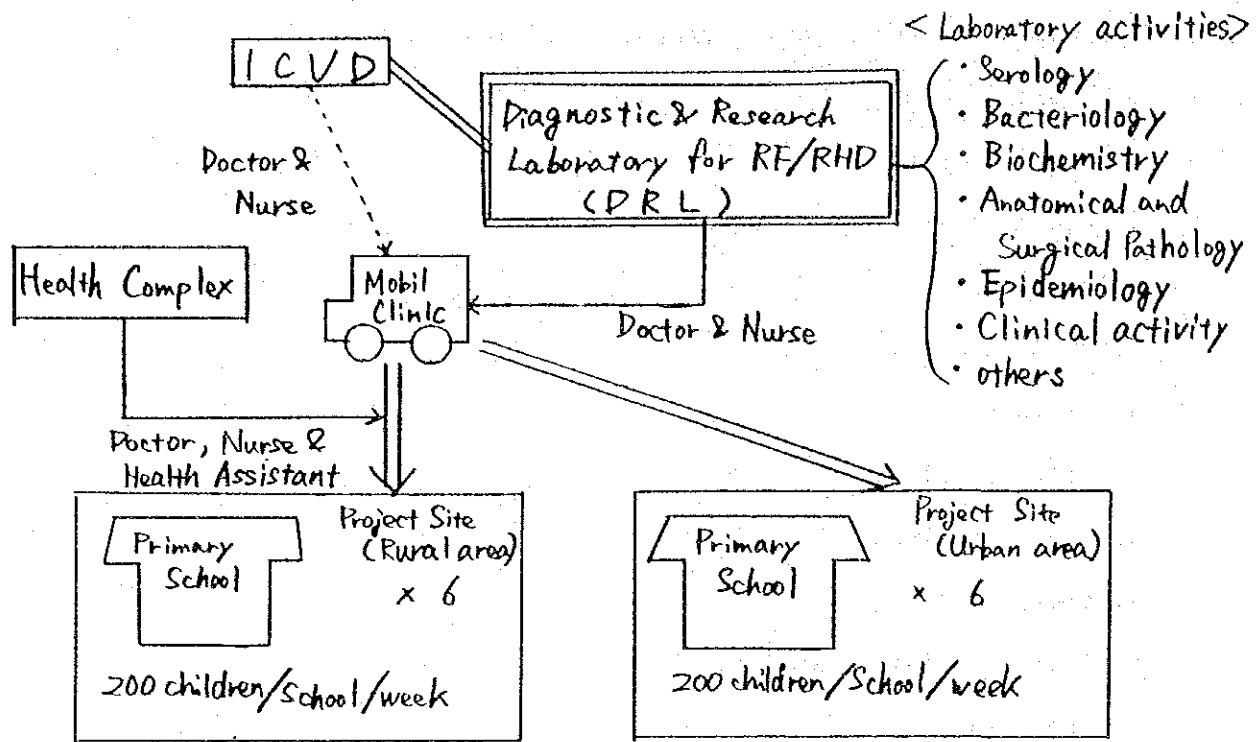 ICVD
Diagnostic & Research
Laboratory for RF/RHD
(DRL)
< Laboratory activities>
・Serology
・Bacteriology
・Biochemistry
・Anatomical and
Surgical Pathology
・Epidemiology
・Clinical activity
・others
Doctor &
Nurse
Health Complex
Mobil
Clinic
Doctor & Nurse
Doctor, Nurse &
Health Assistant
Primary
School
Project Site
(Rural area)
× 6
200 children/School/week
Primary
School
Project Site
(Urban area)
× 6
200 children/School/week